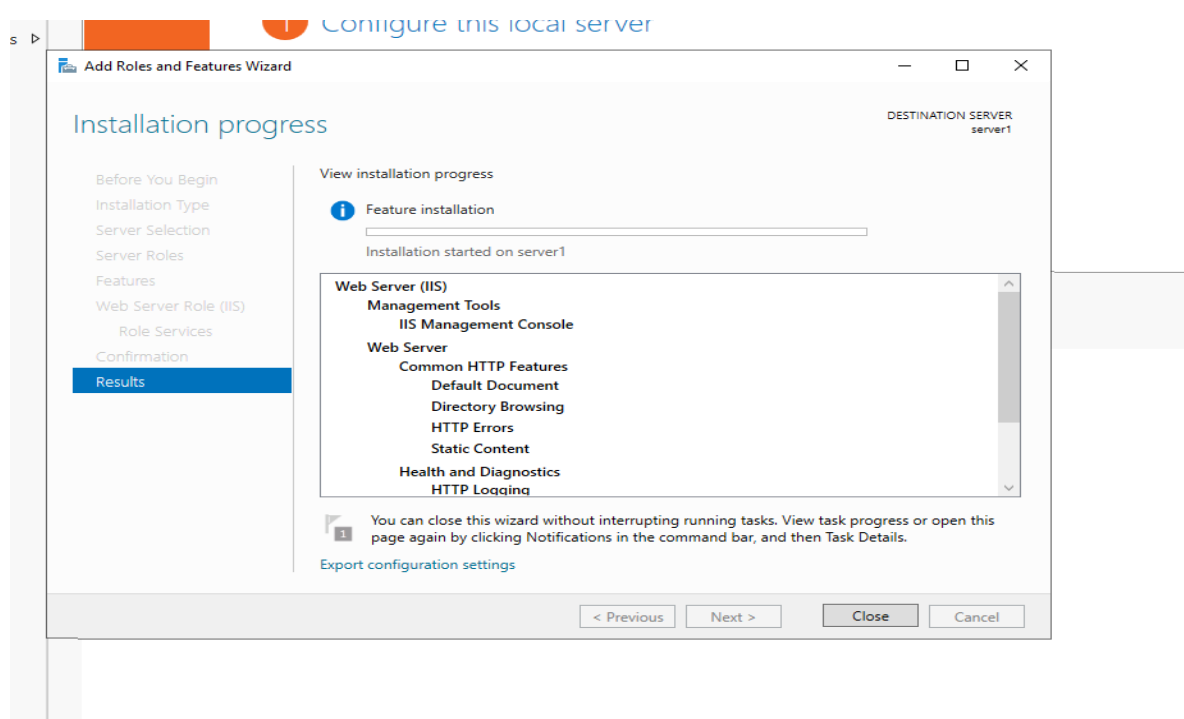 1 Configure this local server
s
Add Roles and Features Wizard
Installation progress
DESTINATION SERVER
server1
Before You Begin
Installation Type
Server Selection
Server Roles
Features
Web Server Role (IIS)
Role Services
Confirmation
Results
View installation progress
Feature installation
Installation started on server1
Web Server (IIS)
Management Tools
IIS Management Console
Web Server
Common HTTP Features
Default Document
Directory Browsing
HTTP Errors
Static Content
Health and Diagnostics
HTTP Logging
1
You can close this wizard without interrupting running tasks. View task progress or open this
page again by clicking Notifications in the command bar, and then Task Details.
Export configuration settings
< Previous
Next >
Close
Cancel